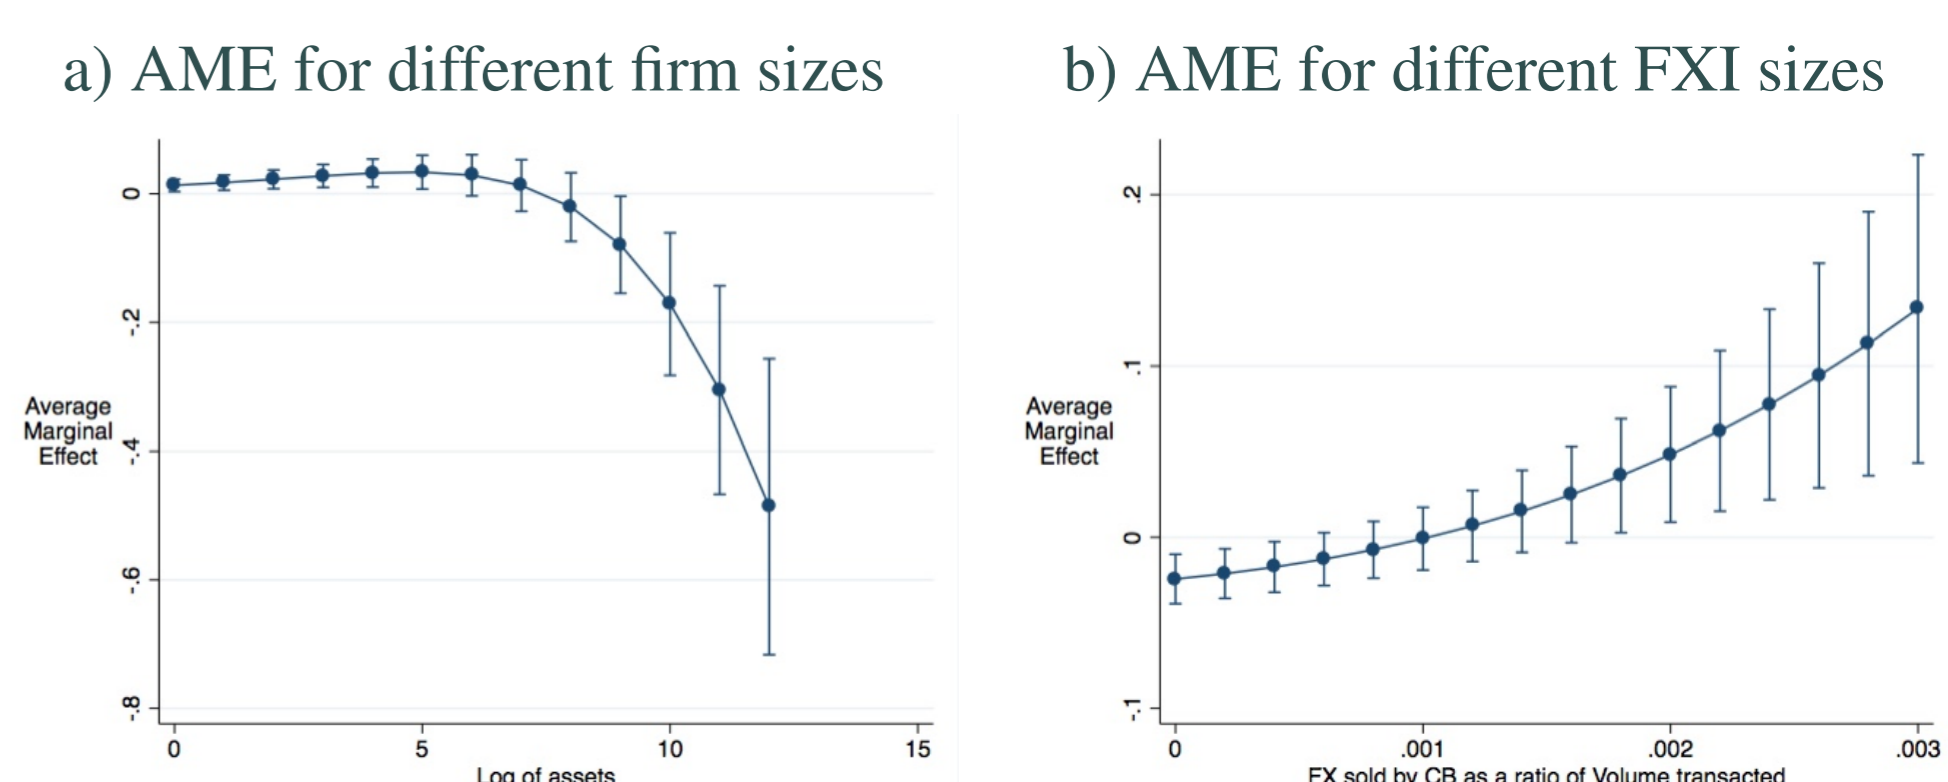 a) AME for different firm sizes
0
-.2
-.4
-.6
-.8
Average
Marginal
Effect
0 5 10 15
Log of assets
b) AME for different FXI sizes
.2
.1
0
-.1
Average
Marginal
Effect
0 .001 .002 .003
FX sold by CB as a ratio of Volume transacted